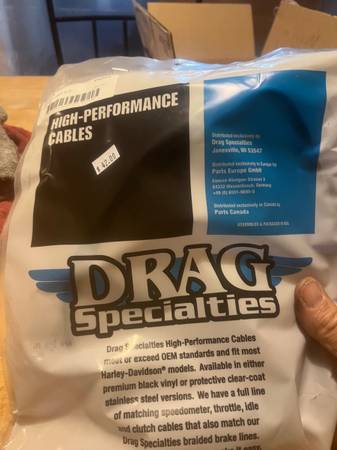 HIGH-PERFORMANCE
CABLES
$42.00
Distributed exclusively by
Drag Specialties
Janesville, WI 53547
Distributed exclusively in Europe by
Parts Europe GmbH
Germany
Distributed exclusively in Canada by
Parts Canada
DRAG
Specialties
Drag Specialties High-Performance Cables
meet or exceed OEM standards and fit most
Harley-Davidson® models. Available in either
premium black vinyl or protective clear-coat
stainless steel versions. We have a full line
of matching speedometer, throttle, idle
and clutch cables that also match our
Drag Specialties braided brake lines.